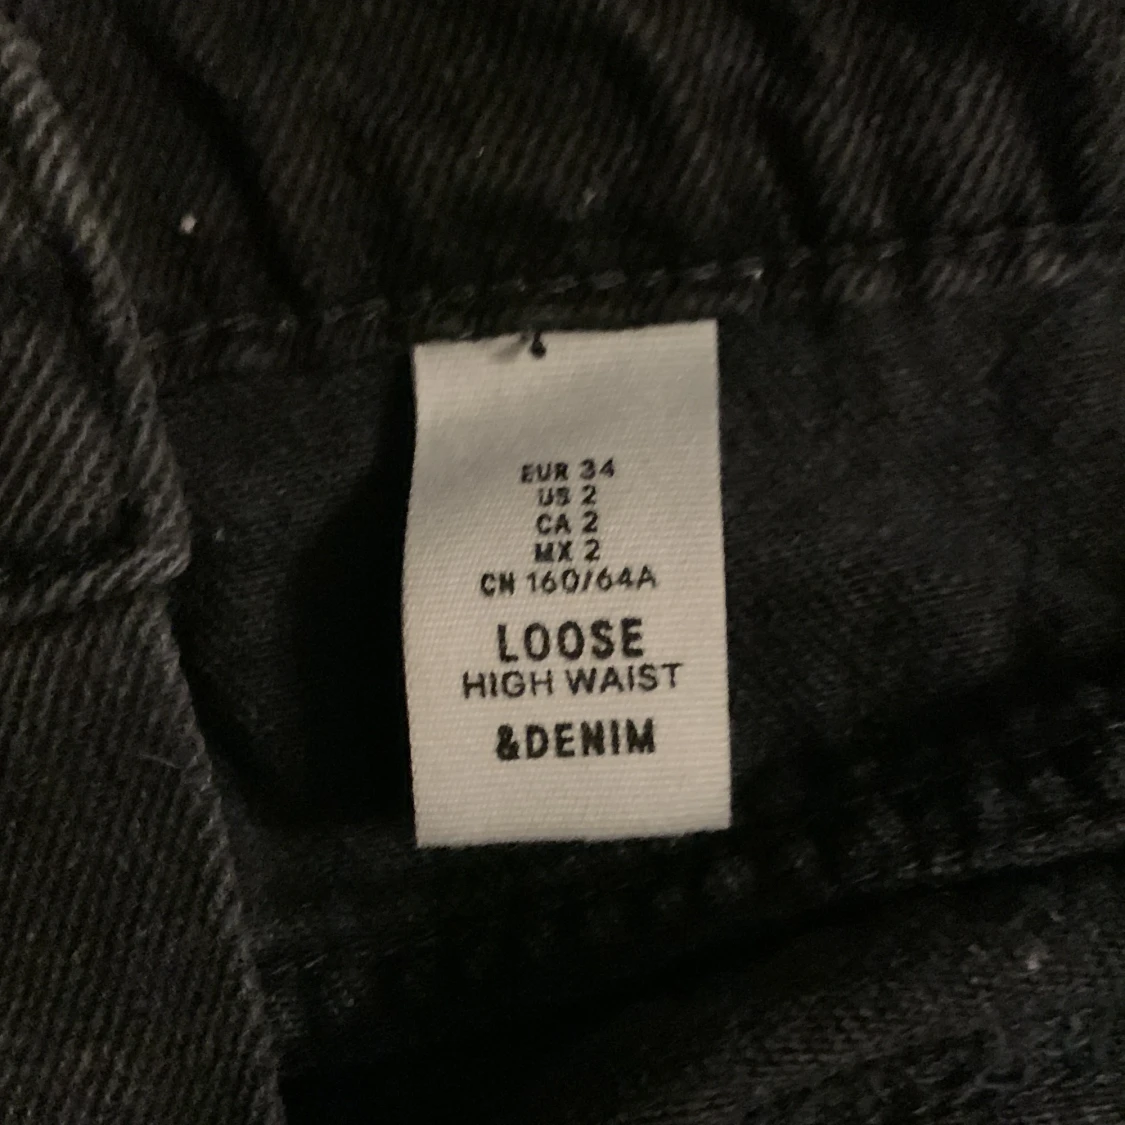 EUR 34
US 2
CA 2
MX 2
CN 160/64A
LOOSE
HIGH WAIST
&DENIM